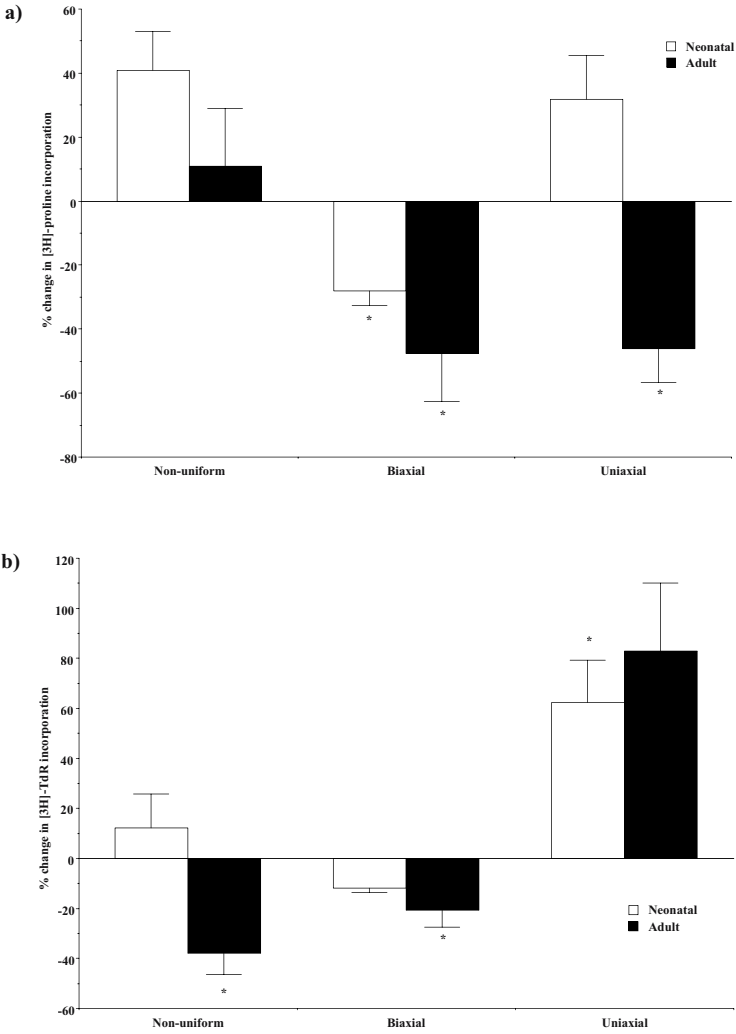 a)
60
40
20
0
-20
-40
-60
-80
% change in [3H]-proline incorporation
Neonatal
Adult
*
*
*
Non-uniform Biaxial Uniaxial
b)
120
100
80
60
40
20
0
-20
-40
-60
% change in [3H]-TdR incorporation
*
Neonatal
Adult
*
*
Non-uniform Biaxial Uniaxial